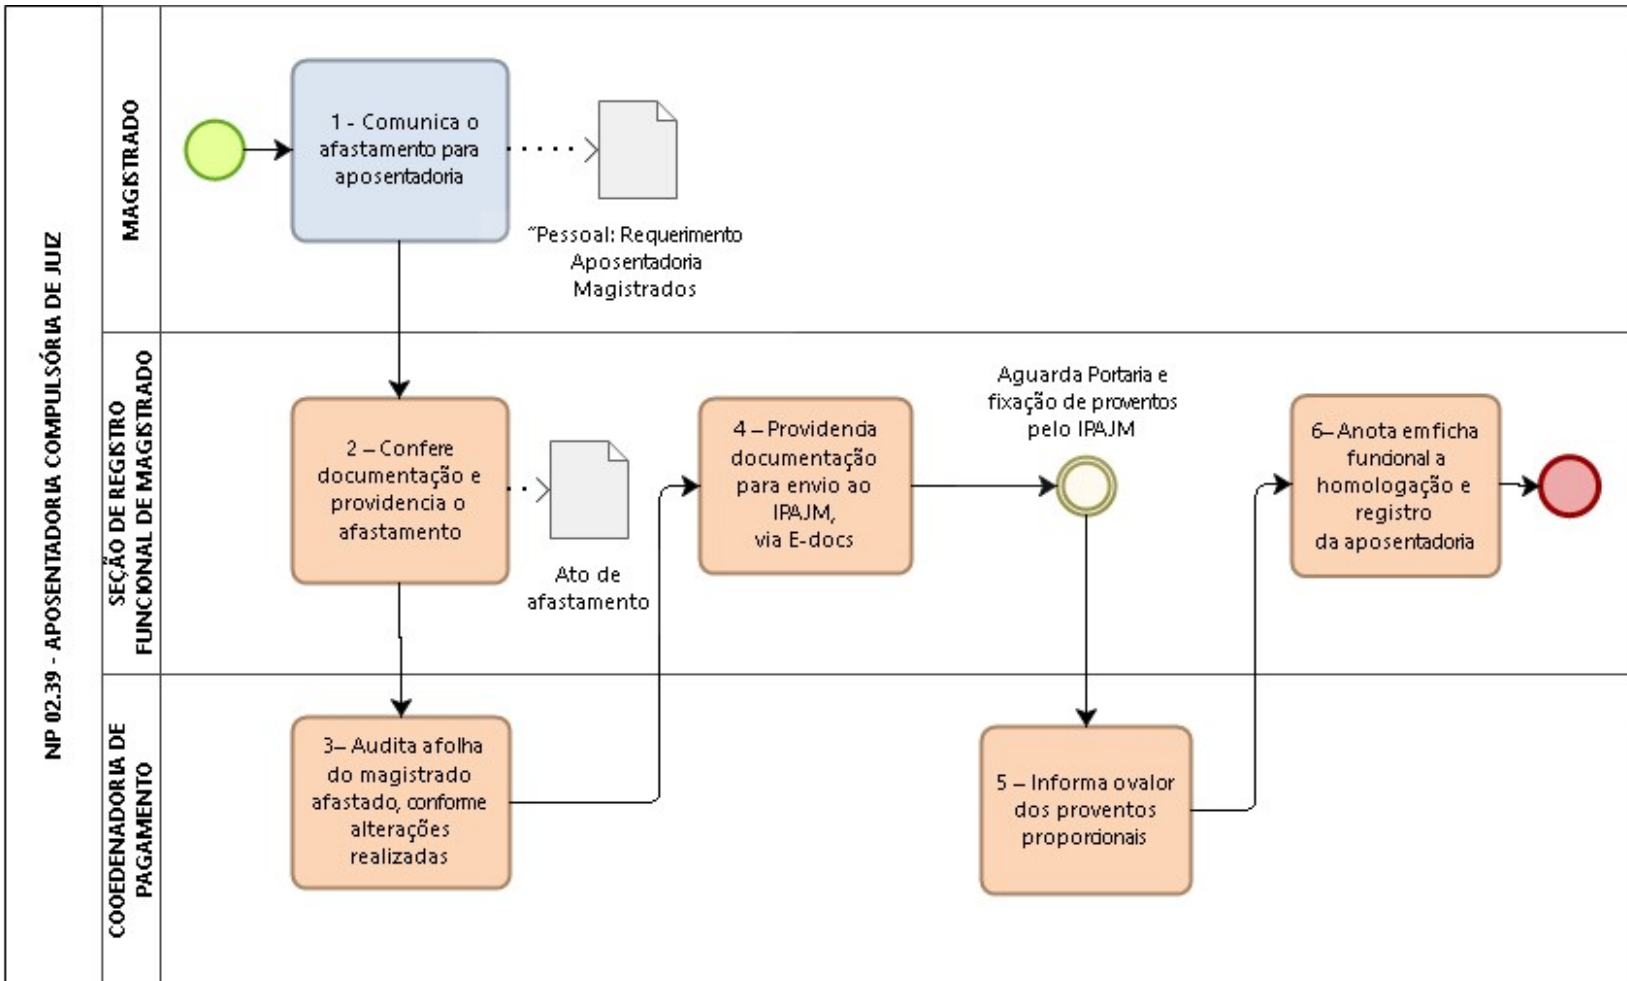 NP 02.39 - APOSENTADORIA COMPULSÓRIA DE JUIZ
MAGISTRADO
1 - Comunica o
afastamento para
aposentadoria
"Pessoal: Requerimento
Aposentadoria
Magistrados
SEÇÃO DE REGISTRO
FUNCIONAL DE MAGISTRADO
2 – Confere
documentação e
providencia o
afastamento
Ato de
afastamento
4 – Providencia
documentação
para envio ao
IPAJM,
via E-docs
Aguarda Portaria e
fixação de proventos
pelo IPAJM
6– Anota em ficha
funcional a
homologação e
registro
da aposentadoria
COOEDENADORIA DE
PAGAMENTO
3– Audita a folha
do magistrado
afastado, conforme
alterações
realizadas
5 – Informa o valor
dos proventos
proporcionais